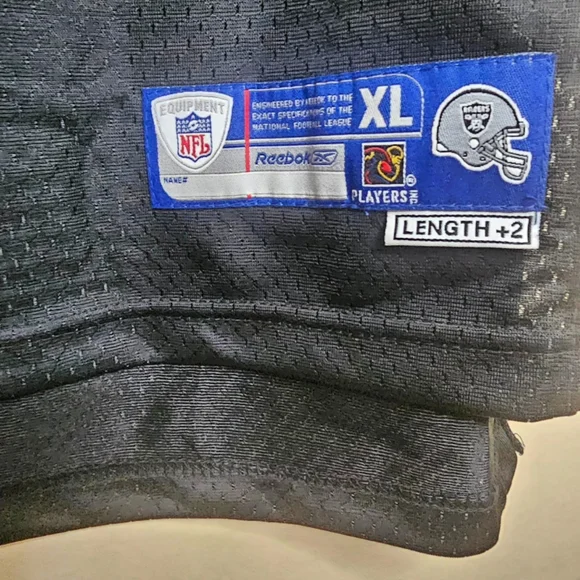 EQUIPMENT
NFL
ENGINEERED BY REEBOK TO THE
EXACT SPECIFICATIONS OF THE
NATIONAL FOOTBALL LEAGUE
XL
RAIDERS
Reebok
NAME#
PLAYERS INC
®
LENGTH +2